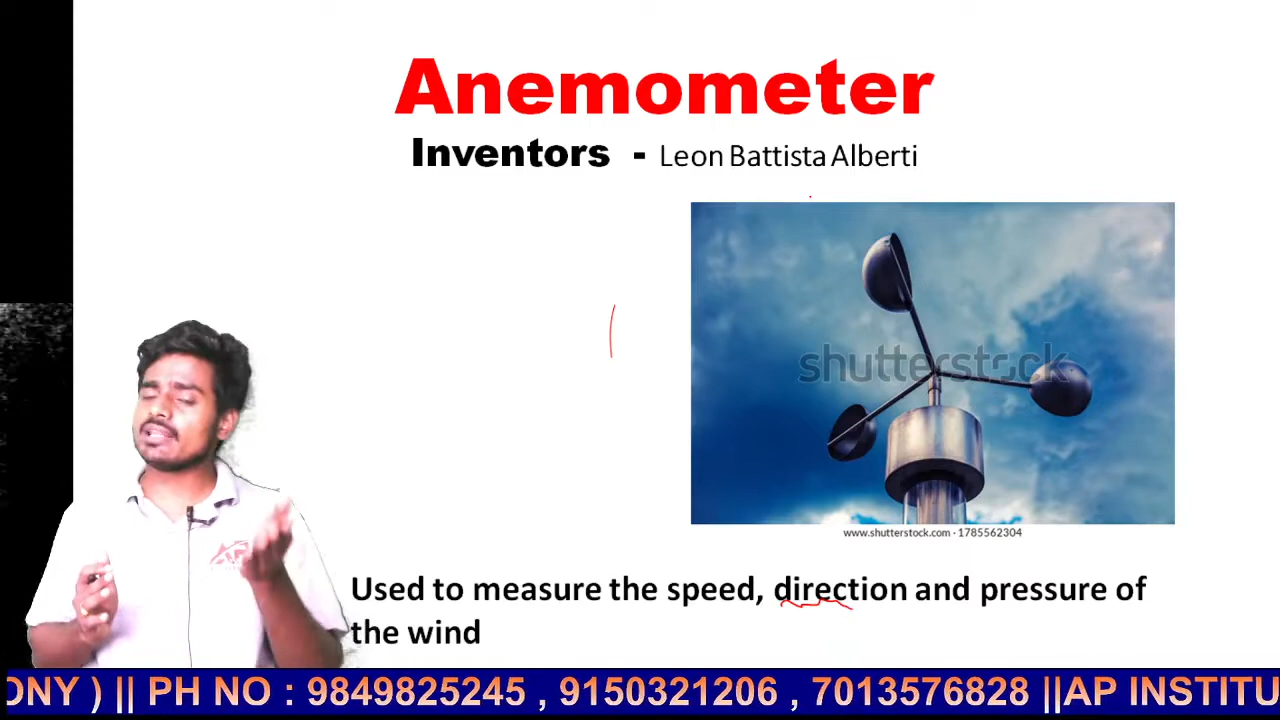 Anemometer
Inventors - Leon Battista Alberti
shutterstock
www.shutterstock.com · 1785562304
Used to measure the speed, direction and pressure of
the wind
ONY ) || PH NO : 9849825245 , 9150321206 , 7013576828 ||AP INSTITU